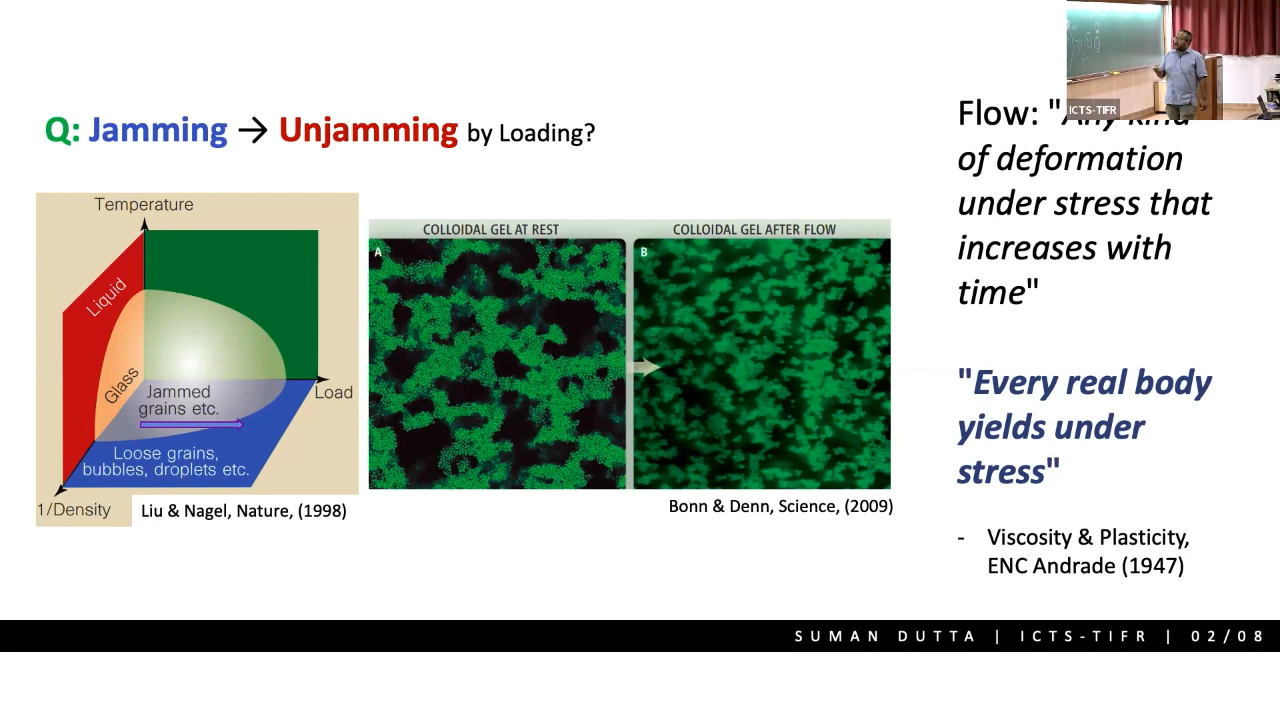 Q: Jamming → Unjamming by Loading?
Temperature
Liquid
Glass
Jammed
grains etc.
Load
Loose grains,
bubbles, droplets etc.
1/Density
Liu & Nagel, Nature, (1998)
COLLOIDAL GEL AT REST
COLLOIDAL GEL AFTER FLOW
A
B
Bonn & Denn, Science, (2009)
ICTS-TIFR
Flow: "Any kind
of deformation
under stress that
increases with
time"
"Every real body
yields under
stress"
- Viscosity & Plasticity,
ENC Andrade (1947)
SUMAN DUTTA | ICTS-TIFR | 02/08